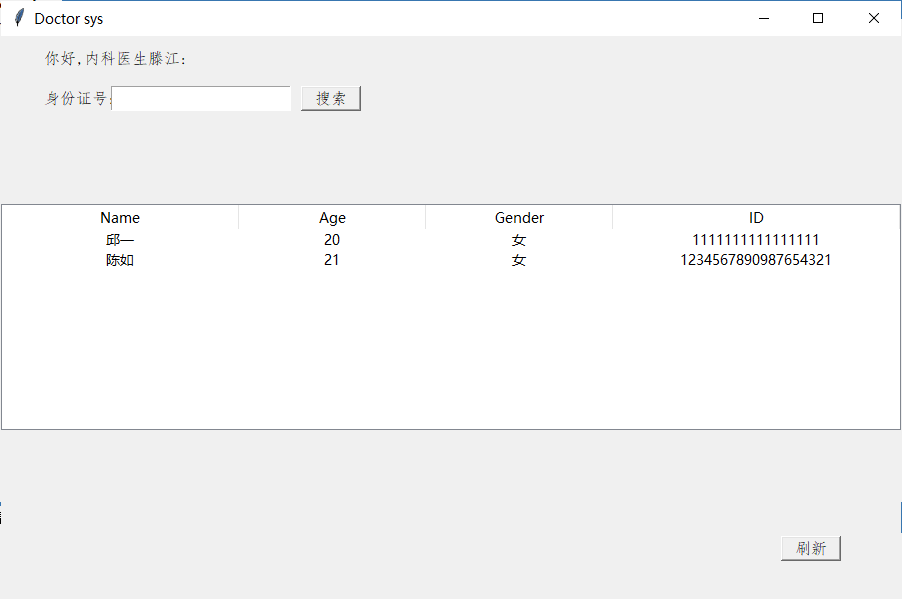 Doctor sys
你好,内科医生滕江:
身份证号: 搜索
Name Age Gender ID
邱一 20 女 1111111111111111
陈如 21 女 1234567890987654321
刷新